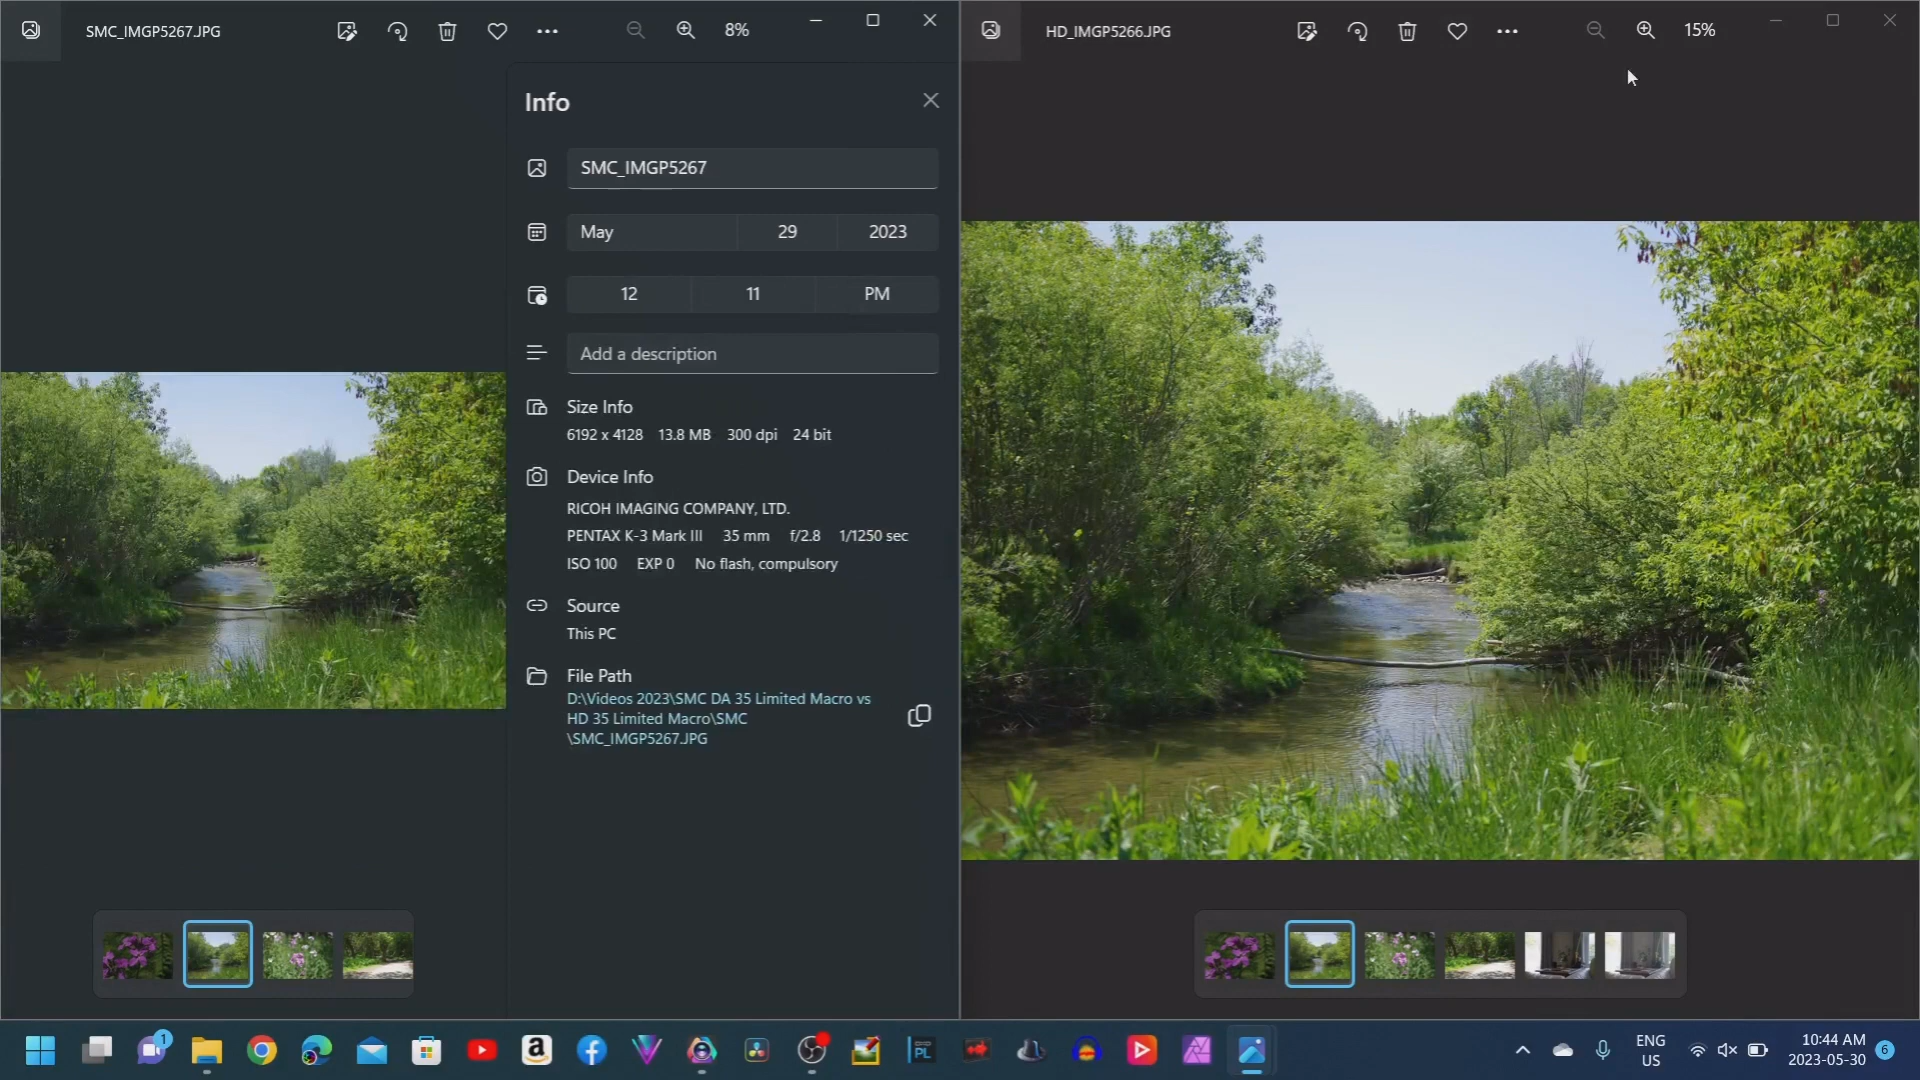 SMC_IMGP5267.JPG
8%
Info
SMC_IMGP5267
May 29 2023
12 11 PM
Add a description
Size Info
6192 x 4128 13.8 MB 300 dpi 24 bit
Device Info
RICOH IMAGING COMPANY, LTD.
PENTAX K-3 Mark III 35 mm f/2.8 1/1250 sec
ISO 100 EXP 0 No flash, compulsory
Source
This PC
File Path
D:\Videos 2023\SMC DA 35 Limited Macro vs
HD 35 Limited Macro\SMC
\SMC_IMGP5267.JPG
HD_IMGP5266.JPG
15%
1
a
PL
ENG
US
10:44 AM
2023-05-30
6